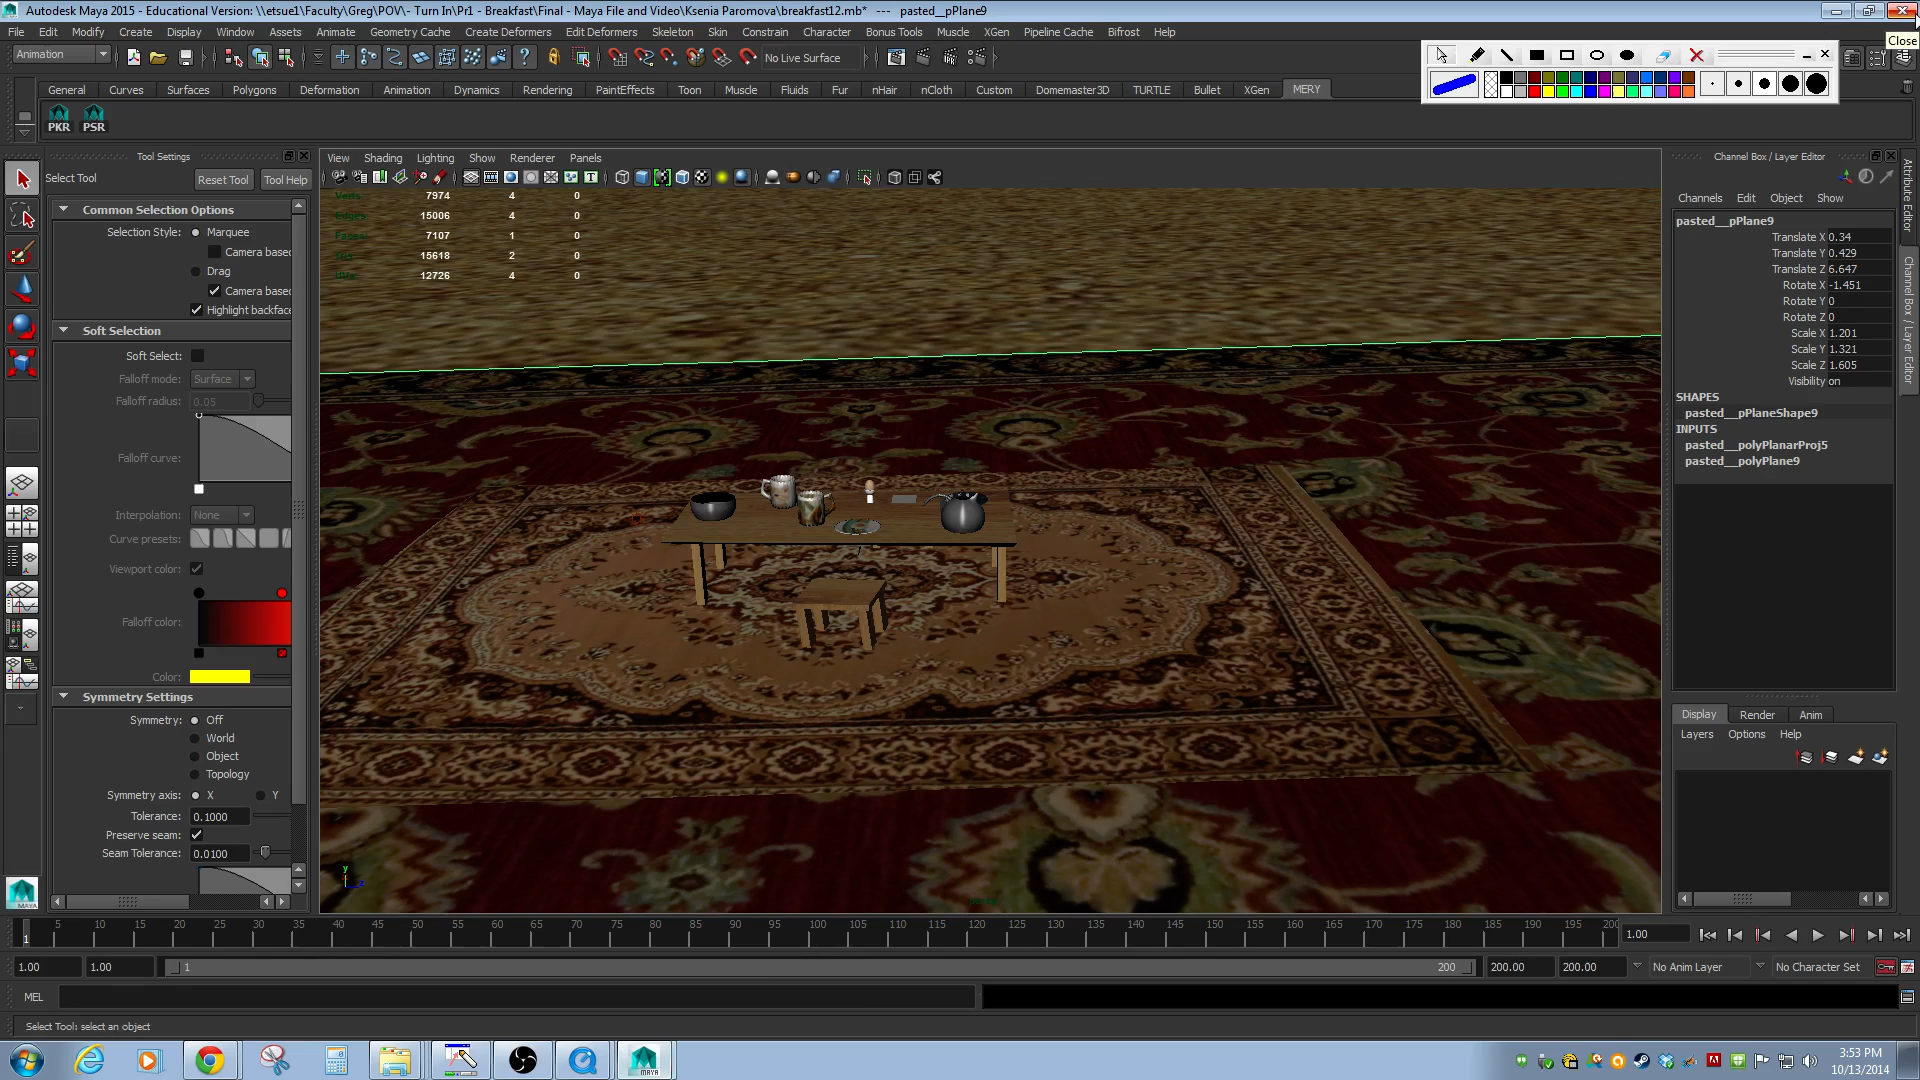 Autodesk Maya 2015 - Educational Version: \\etsue1\Faculty\Greg\POV\- Turn In\Pr1 - Breakfast\Final - Maya File and Video\Ksenia Paromova\breakfast12.mb* --- pasted__pPlane9
Close
File Edit Modify Create Display Window Assets Animate Geometry Cache Create Deformers Edit Deformers Skeleton Skin Constrain Character Bonus Tools Muscle XGen Pipeline Cache Bifrost Help
Animation
No Live Surface
General Curves Surfaces Polygons Deformation Animation Dynamics Rendering PaintEffects Toon Muscle Fluids Fur nHair nCloth Custom Domemaster3D TURTLE Bullet XGen MERY
PKR PSR
Tool Settings
Select Tool
Reset Tool Tool Help
Common Selection Options
Selection Style: Marquee
Camera based
Drag
Camera based
Highlight backface
Soft Selection
Soft Select:
Falloff mode: Surface
Falloff radius: 0.05
Falloff curve:
Interpolation: None
Curve presets:
Viewport color:
Falloff color:
Color:
Symmetry Settings
Symmetry: Off
World
Object
Topology
Symmetry axis: X Y
Tolerance: 0.1000
Preserve seam:
Seam Tolerance: 0.0100
View Shading Lighting Show Renderer Panels
Verts: 7974 4 0
Edges: 15006 4 0
Faces: 7107 1 0
Tris: 15618 2 0
UVs: 12726 4 0
y
z
Channel Box / Layer Editor
Channels Edit Object Show
pasted__pPlane9
Translate X 0.34
Translate Y 0.429
Translate Z 6.647
Rotate X -1.451
Rotate Y 0
Rotate Z 0
Scale X 1.201
Scale Y 1.321
Scale Z 1.605
Visibility on
SHAPES
pasted__pPlaneShape9
INPUTS
pasted__polyPlanarProj5
pasted__polyPlane9
Attribute Editor
Channel Box / Layer Editor
Display Render Anim
Layers Options Help
1 5 10 15 20 25 30 35 40 45 50 55 60 65 70 75 80 85 90 95 100 105 110 115 120 125 130 135 140 145 150 155 160 165 170 175 180 185 190 195 200
1.00
1.00 1.00 1 200 200.00 200.00 No Anim Layer No Character Set
MEL
Select Tool: select an object
MAYA
3:53 PM
10/13/2014